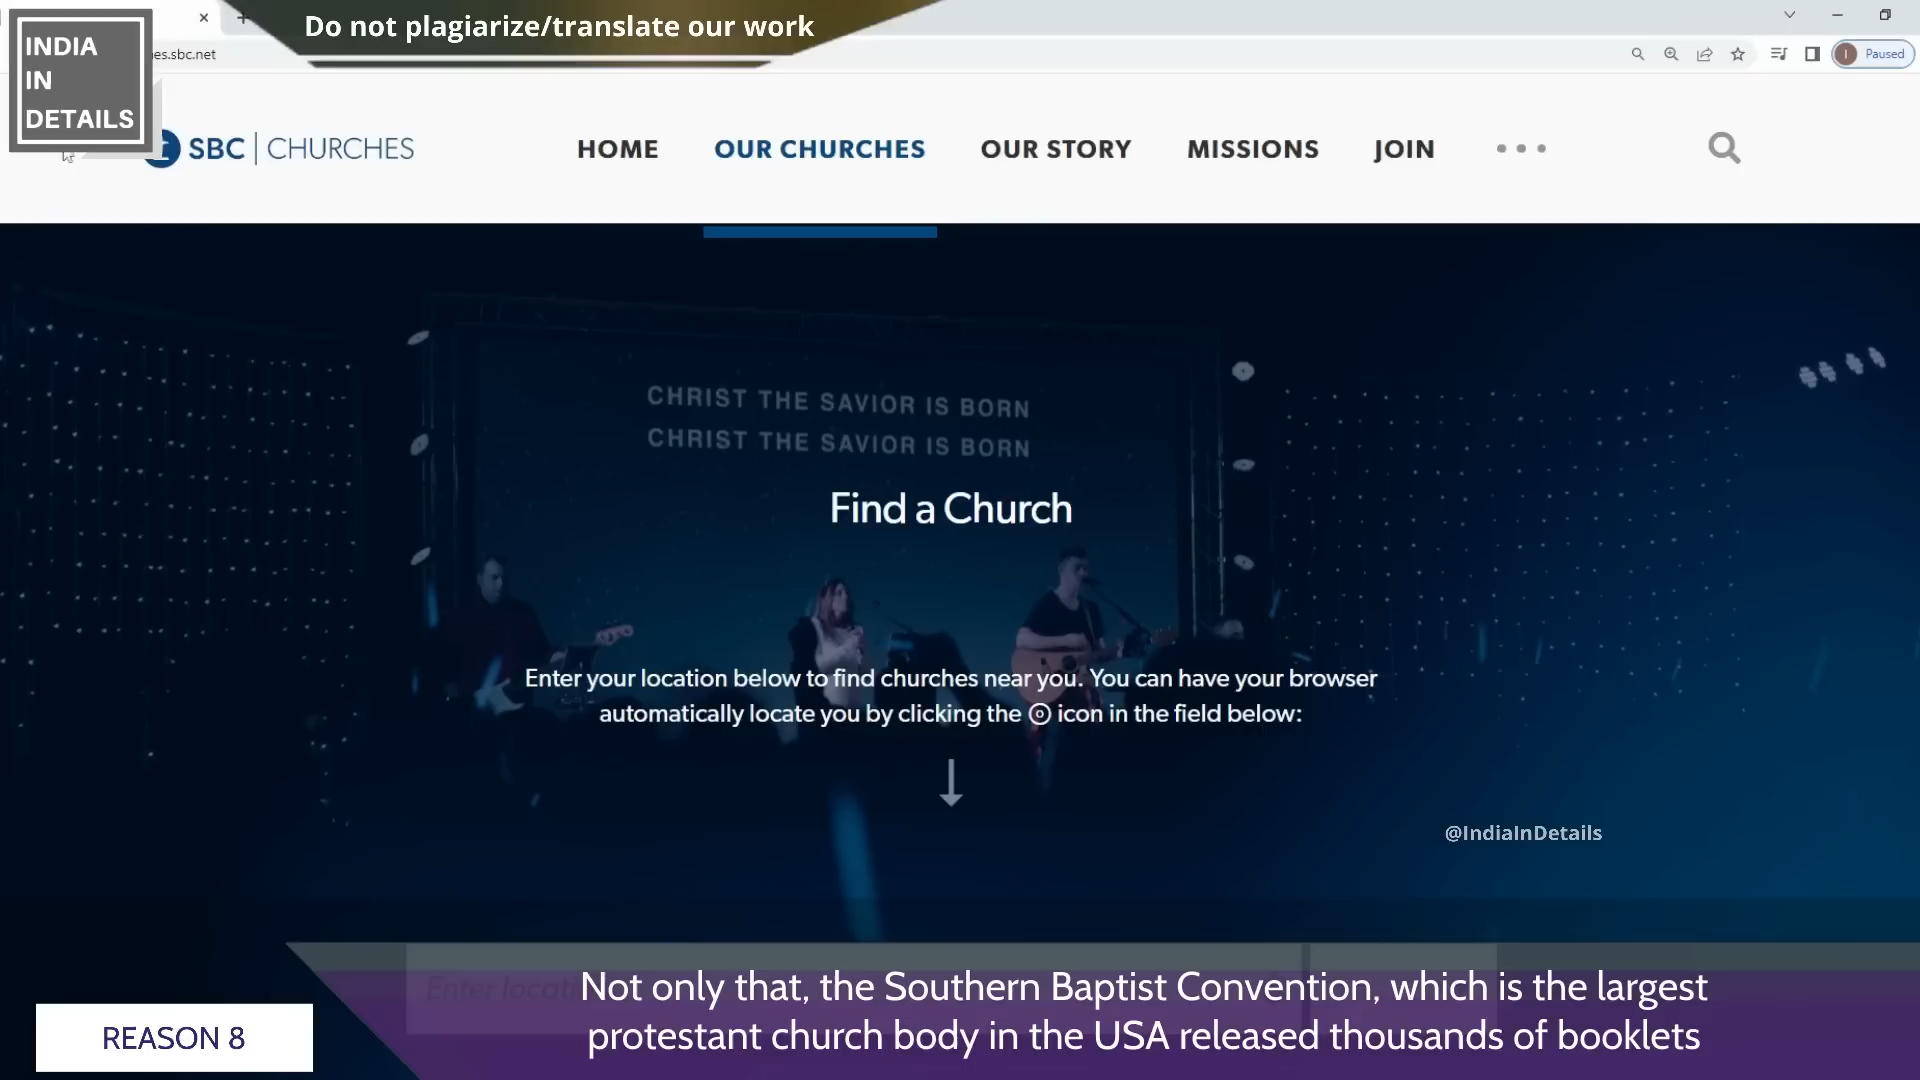 Do not plagiarize/translate our work
INDIA
IN
DETAILS
es.sbc.net
Paused
SBC | CHURCHES
HOME
OUR CHURCHES
OUR STORY
MISSIONS
JOIN
CHRIST THE SAVIOR IS BORN
CHRIST THE SAVIOR IS BORN
Find a Church
Enter your location below to find churches near you. You can have your browser
automatically locate you by clicking the icon in the field below:
@IndiaInDetails
Enter locati
Not only that, the Southern Baptist Convention, which is the largest
protestant church body in the USA released thousands of booklets
REASON 8